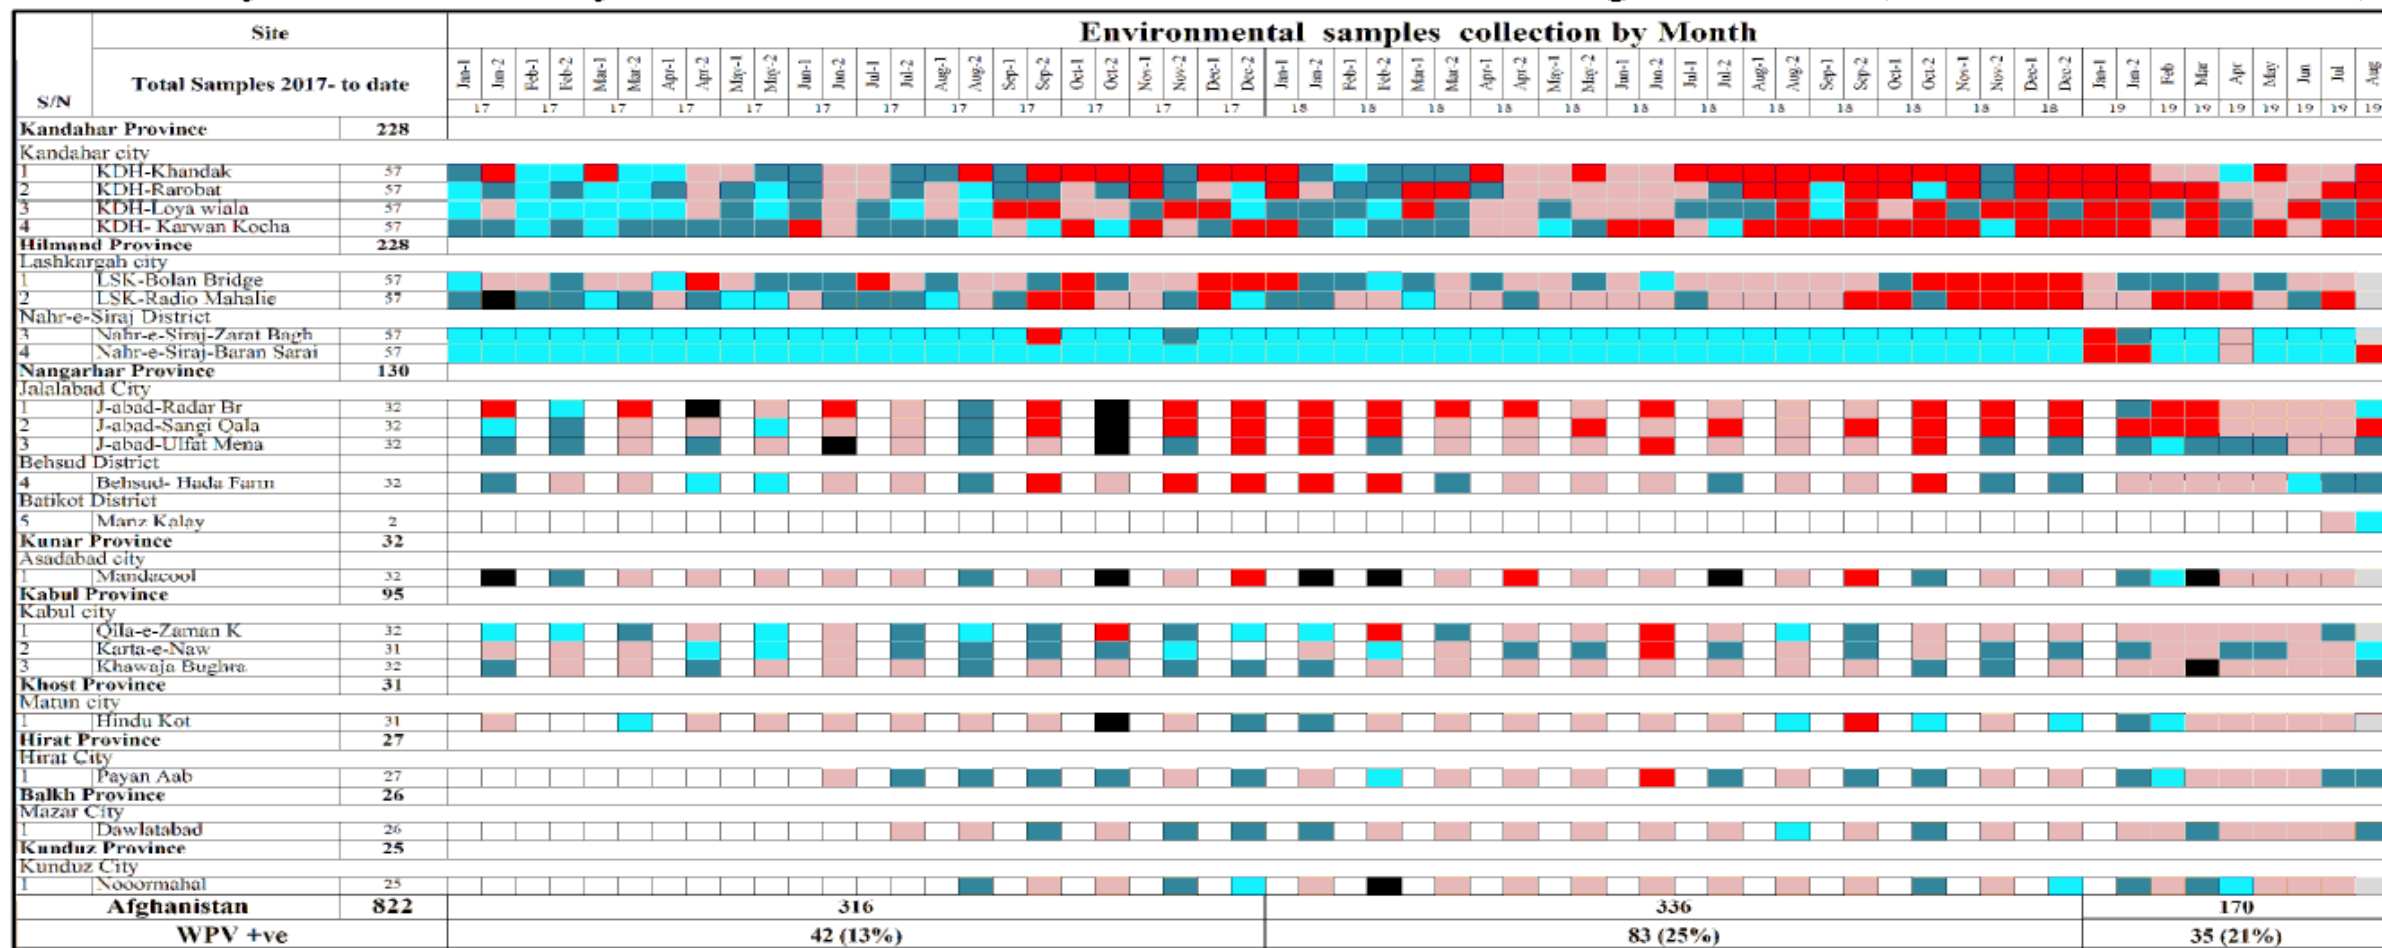 Site
Environmental samples collection by Month
Total Samples 2017- to date
S/N
Jan-1 Jan-2 Feb-1 Feb-2 Mar-1 Mar-2 Apr-1 Apr-2 May-1 May-2 Jun-1 Jun-2 Jul-1 Jul-2 Aug-1 Aug-2 Sep-1 Sep-2 Oct-1 Oct-2 Nov-1 Nov-2 Dec-1 Dec-2 Jan-1 Jan-2 Feb-1 Feb-2 Mar-1 Mar-2 Apr-1 Apr-2 May-1 May-2 Jun-1 Jun-2 Jul-1 Jul-2 Aug-1 Aug-2 Sep-1 Sep-2 Oct-1 Oct-2 Nov-1 Nov-2 Dec-1 Dec-2 Jan-1 Jan-2 Feb Mar Apr May Jun Jul Aug
17 17 17 17 17 17 17 17 17 17 17 17 18 18 18 18 18 18 18 18 18 18 18 18 19 19 19 19 19 19 19 19
Kandahar Province 228
Kandahar city
1 KDH-Khandak 57
2 KDH-Rarobat 57
3 KDH-Loya wiala 57
4 KDH- Karwan Kocha 57
Hilmand Province 228
Lashkargah city
1 LSK-Bolan Bridge 57
2 LSK-Radio Mahalie 57
Nahr-e-Siraj District
3 Nahr-e-Siraj-Zarat Bagh 57
4 Nahr-e-Siraj-Baran Sarai 57
Nangarhar Province 130
Jalalabad City
1 J-abad-Radar Br 32
2 J-abad-Sangi Qala 32
3 J-abad-Ulfat Mena 32
Behsud District
4 Behsud- Hada Farm 32
Batikot District
5 Manz Kalay 2
Kunar Province 32
Asadabad city
1 Mandacool 32
Kabul Province 95
Kabul city
1 Qila-e-Zaman K 32
2 Karta-e-Naw 31
3 Khawaja Bughra 32
Khost Province 31
Matun city
1 Hindu Kot 31
Hirat Province 27
Hirat City
1 Payan Aab 27
Balkh Province 26
Mazar City
1 Dawlatabad 26
Kunduz Province 25
Kunduz City
1 Nooormahal 25
Afghanistan 822 316 336 170
WPV +ve 42 (13%) 83 (25%) 35 (21%)